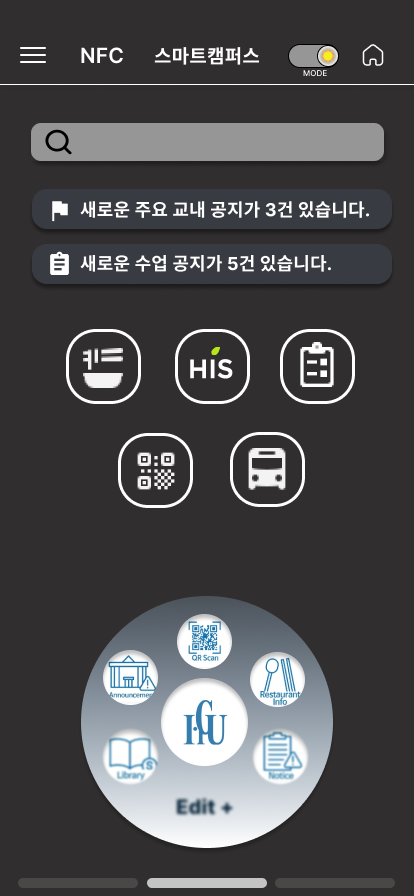 NFC 스마트캠퍼스
MODE
새로운 주요 교내 공지가 3건 있습니다.
새로운 수업 공지가 5건 있습니다.
HIS
QR Scan
Announcement
Restaurant
Info
HGU
Library
S
Notice
Edit +